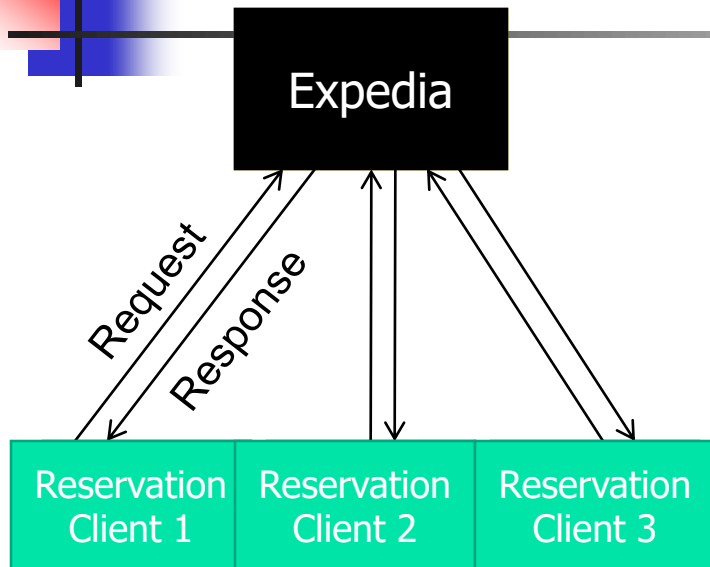 Expedia
Request
Response
Reservation
Client 1
Reservation
Client 2
Reservation
Client 3